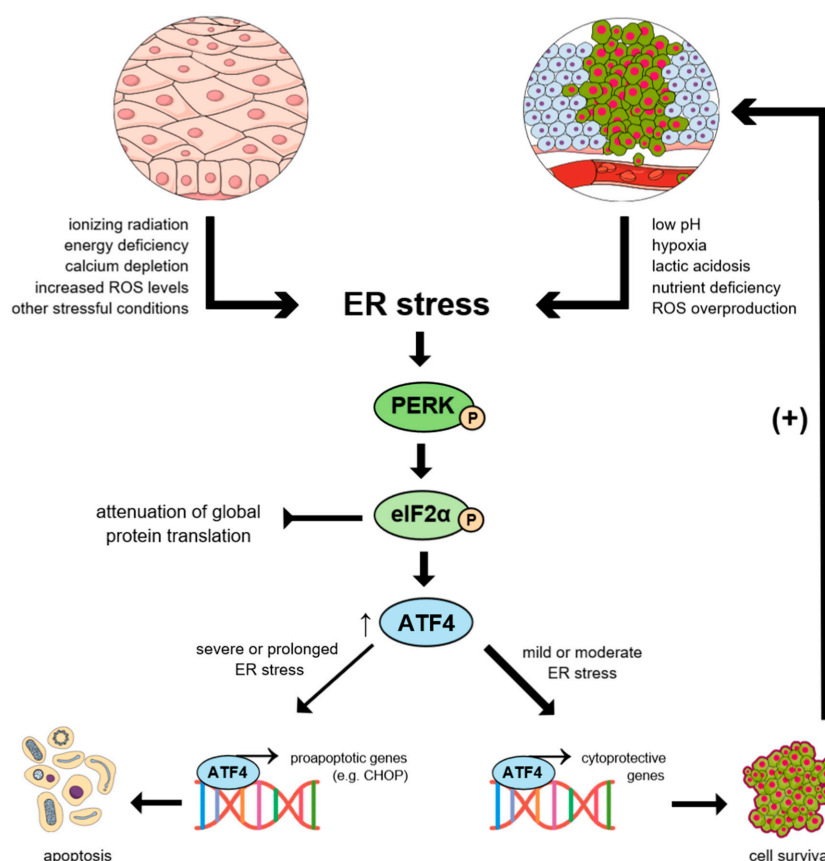 ionizing radiation
energy deficiency
calcium depletion
increased ROS levels
other stressful conditions
low pH
hypoxia
lactic acidosis
nutrient deficiency
ROS overproduction
ER stress
PERK
P
(+)
eIF2α
P
attenuation of global
protein translation
↑
ATF4
severe or prolonged
ER stress
mild or moderate
ER stress
ATF4
proapoptotic genes
(e.g. CHOP)
ATF4
cytoprotective
genes
apoptosis
cell survival